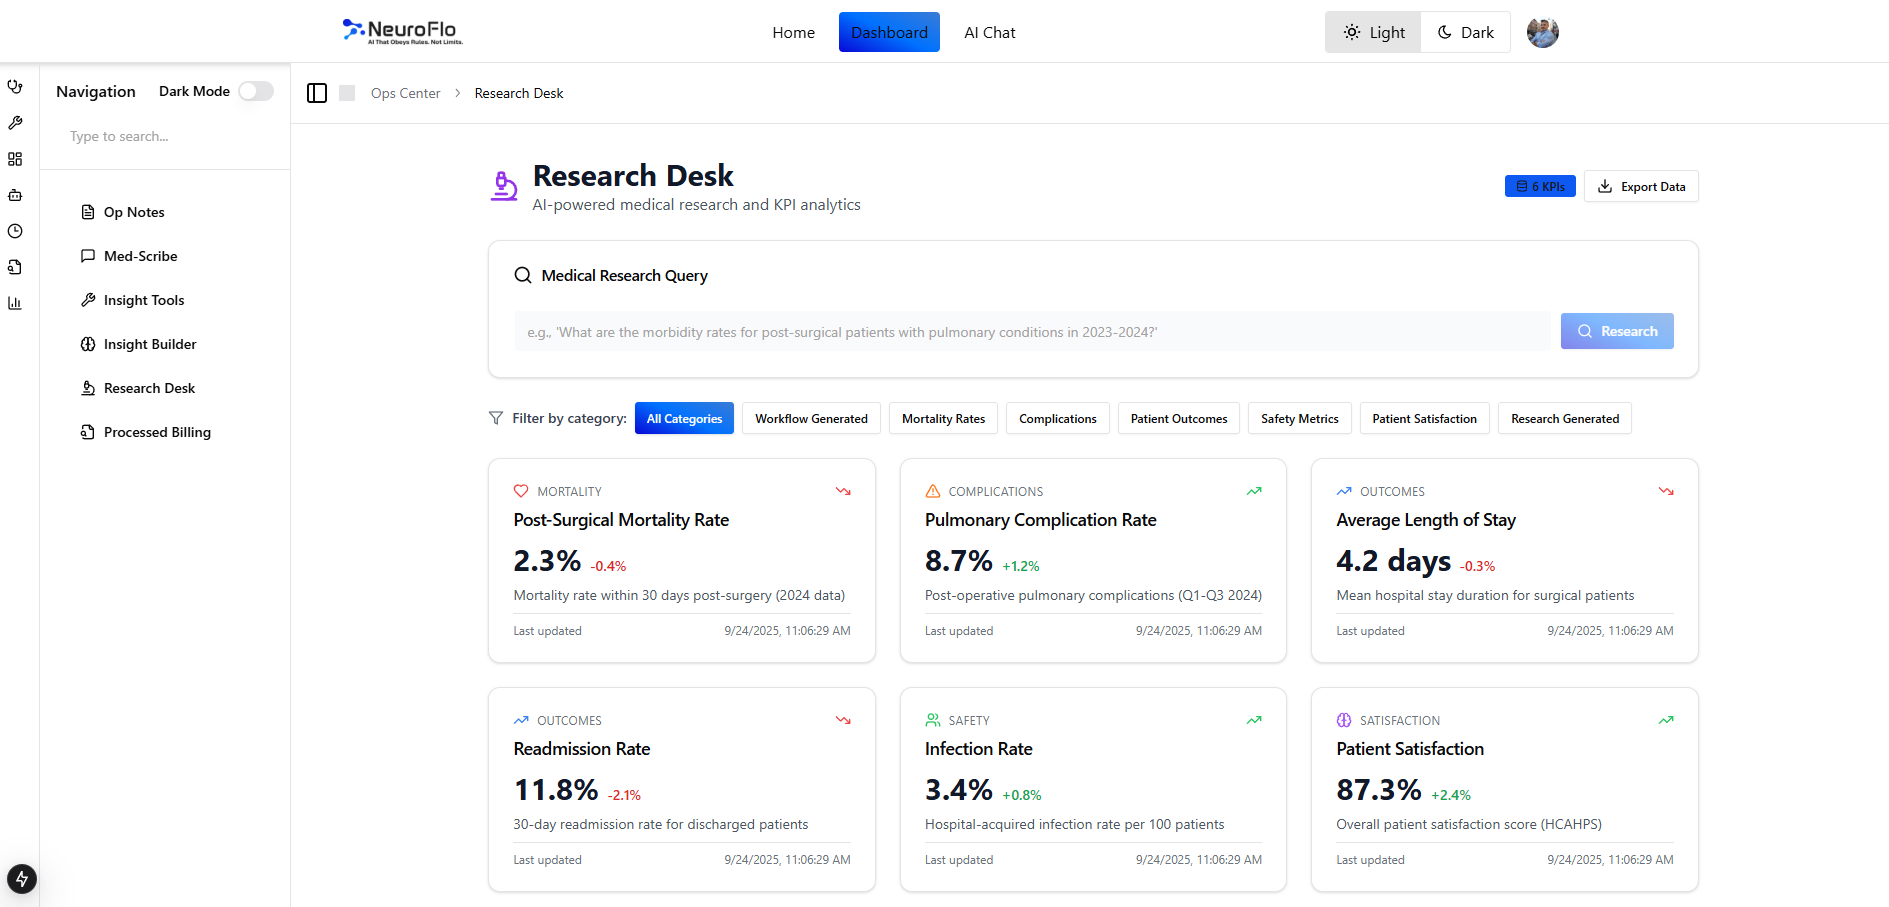 NeuroFlo
AI That Obeys Rules. Not Limits.
Home
Dashboard
AI Chat
Light
Dark
Navigation
Dark Mode
Type to search...
Op Notes
Med-Scribe
Insight Tools
Insight Builder
Research Desk
Processed Billing
Ops Center
Research Desk
Research Desk
AI-powered medical research and KPI analytics
6 KPIs
Export Data
Medical Research Query
e.g., 'What are the morbidity rates for post-surgical patients with pulmonary conditions in 2023-2024?'
Research
Filter by category:
All Categories
Workflow Generated
Mortality Rates
Complications
Patient Outcomes
Safety Metrics
Patient Satisfaction
Research Generated
MORTALITY
Post-Surgical Mortality Rate
2.3% -0.4%
Mortality rate within 30 days post-surgery (2024 data)
Last updated 9/24/2025, 11:06:29 AM
COMPLICATIONS
Pulmonary Complication Rate
8.7% +1.2%
Post-operative pulmonary complications (Q1-Q3 2024)
Last updated 9/24/2025, 11:06:29 AM
OUTCOMES
Average Length of Stay
4.2 days -0.3%
Mean hospital stay duration for surgical patients
Last updated 9/24/2025, 11:06:29 AM
OUTCOMES
Readmission Rate
11.8% -2.1%
30-day readmission rate for discharged patients
Last updated 9/24/2025, 11:06:29 AM
SAFETY
Infection Rate
3.4% +0.8%
Hospital-acquired infection rate per 100 patients
Last updated 9/24/2025, 11:06:29 AM
SATISFACTION
Patient Satisfaction
87.3% +2.4%
Overall patient satisfaction score (HCAHPS)
Last updated 9/24/2025, 11:06:29 AM